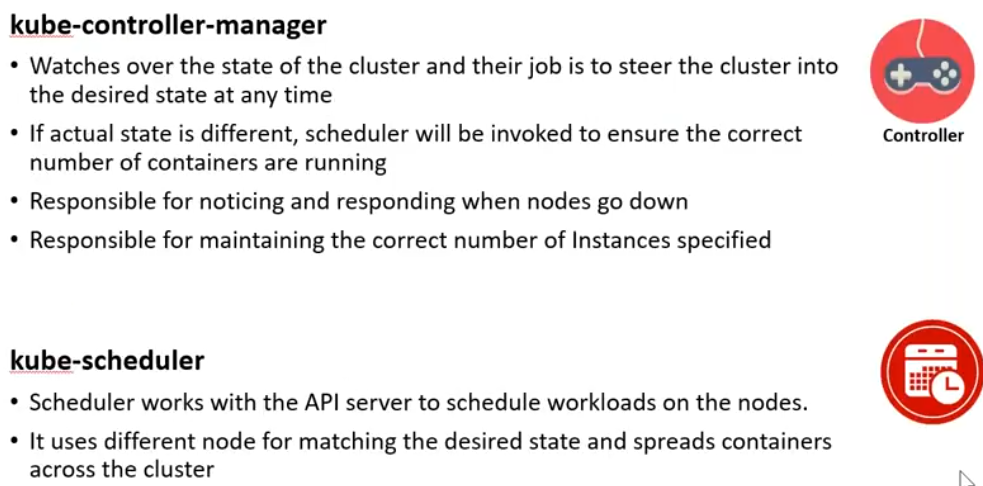 kube-controller-manager
• Watches over the state of the cluster and their job is to steer the cluster into
the desired state at any time
• If actual state is different, scheduler will be invoked to ensure the correct
number of containers are running
• Responsible for noticing and responding when nodes go down
• Responsible for maintaining the correct number of Instances specified
Controller
kube-scheduler
• Scheduler works with the API server to schedule workloads on the nodes.
• It uses different node for matching the desired state and spreads containers
across the cluster